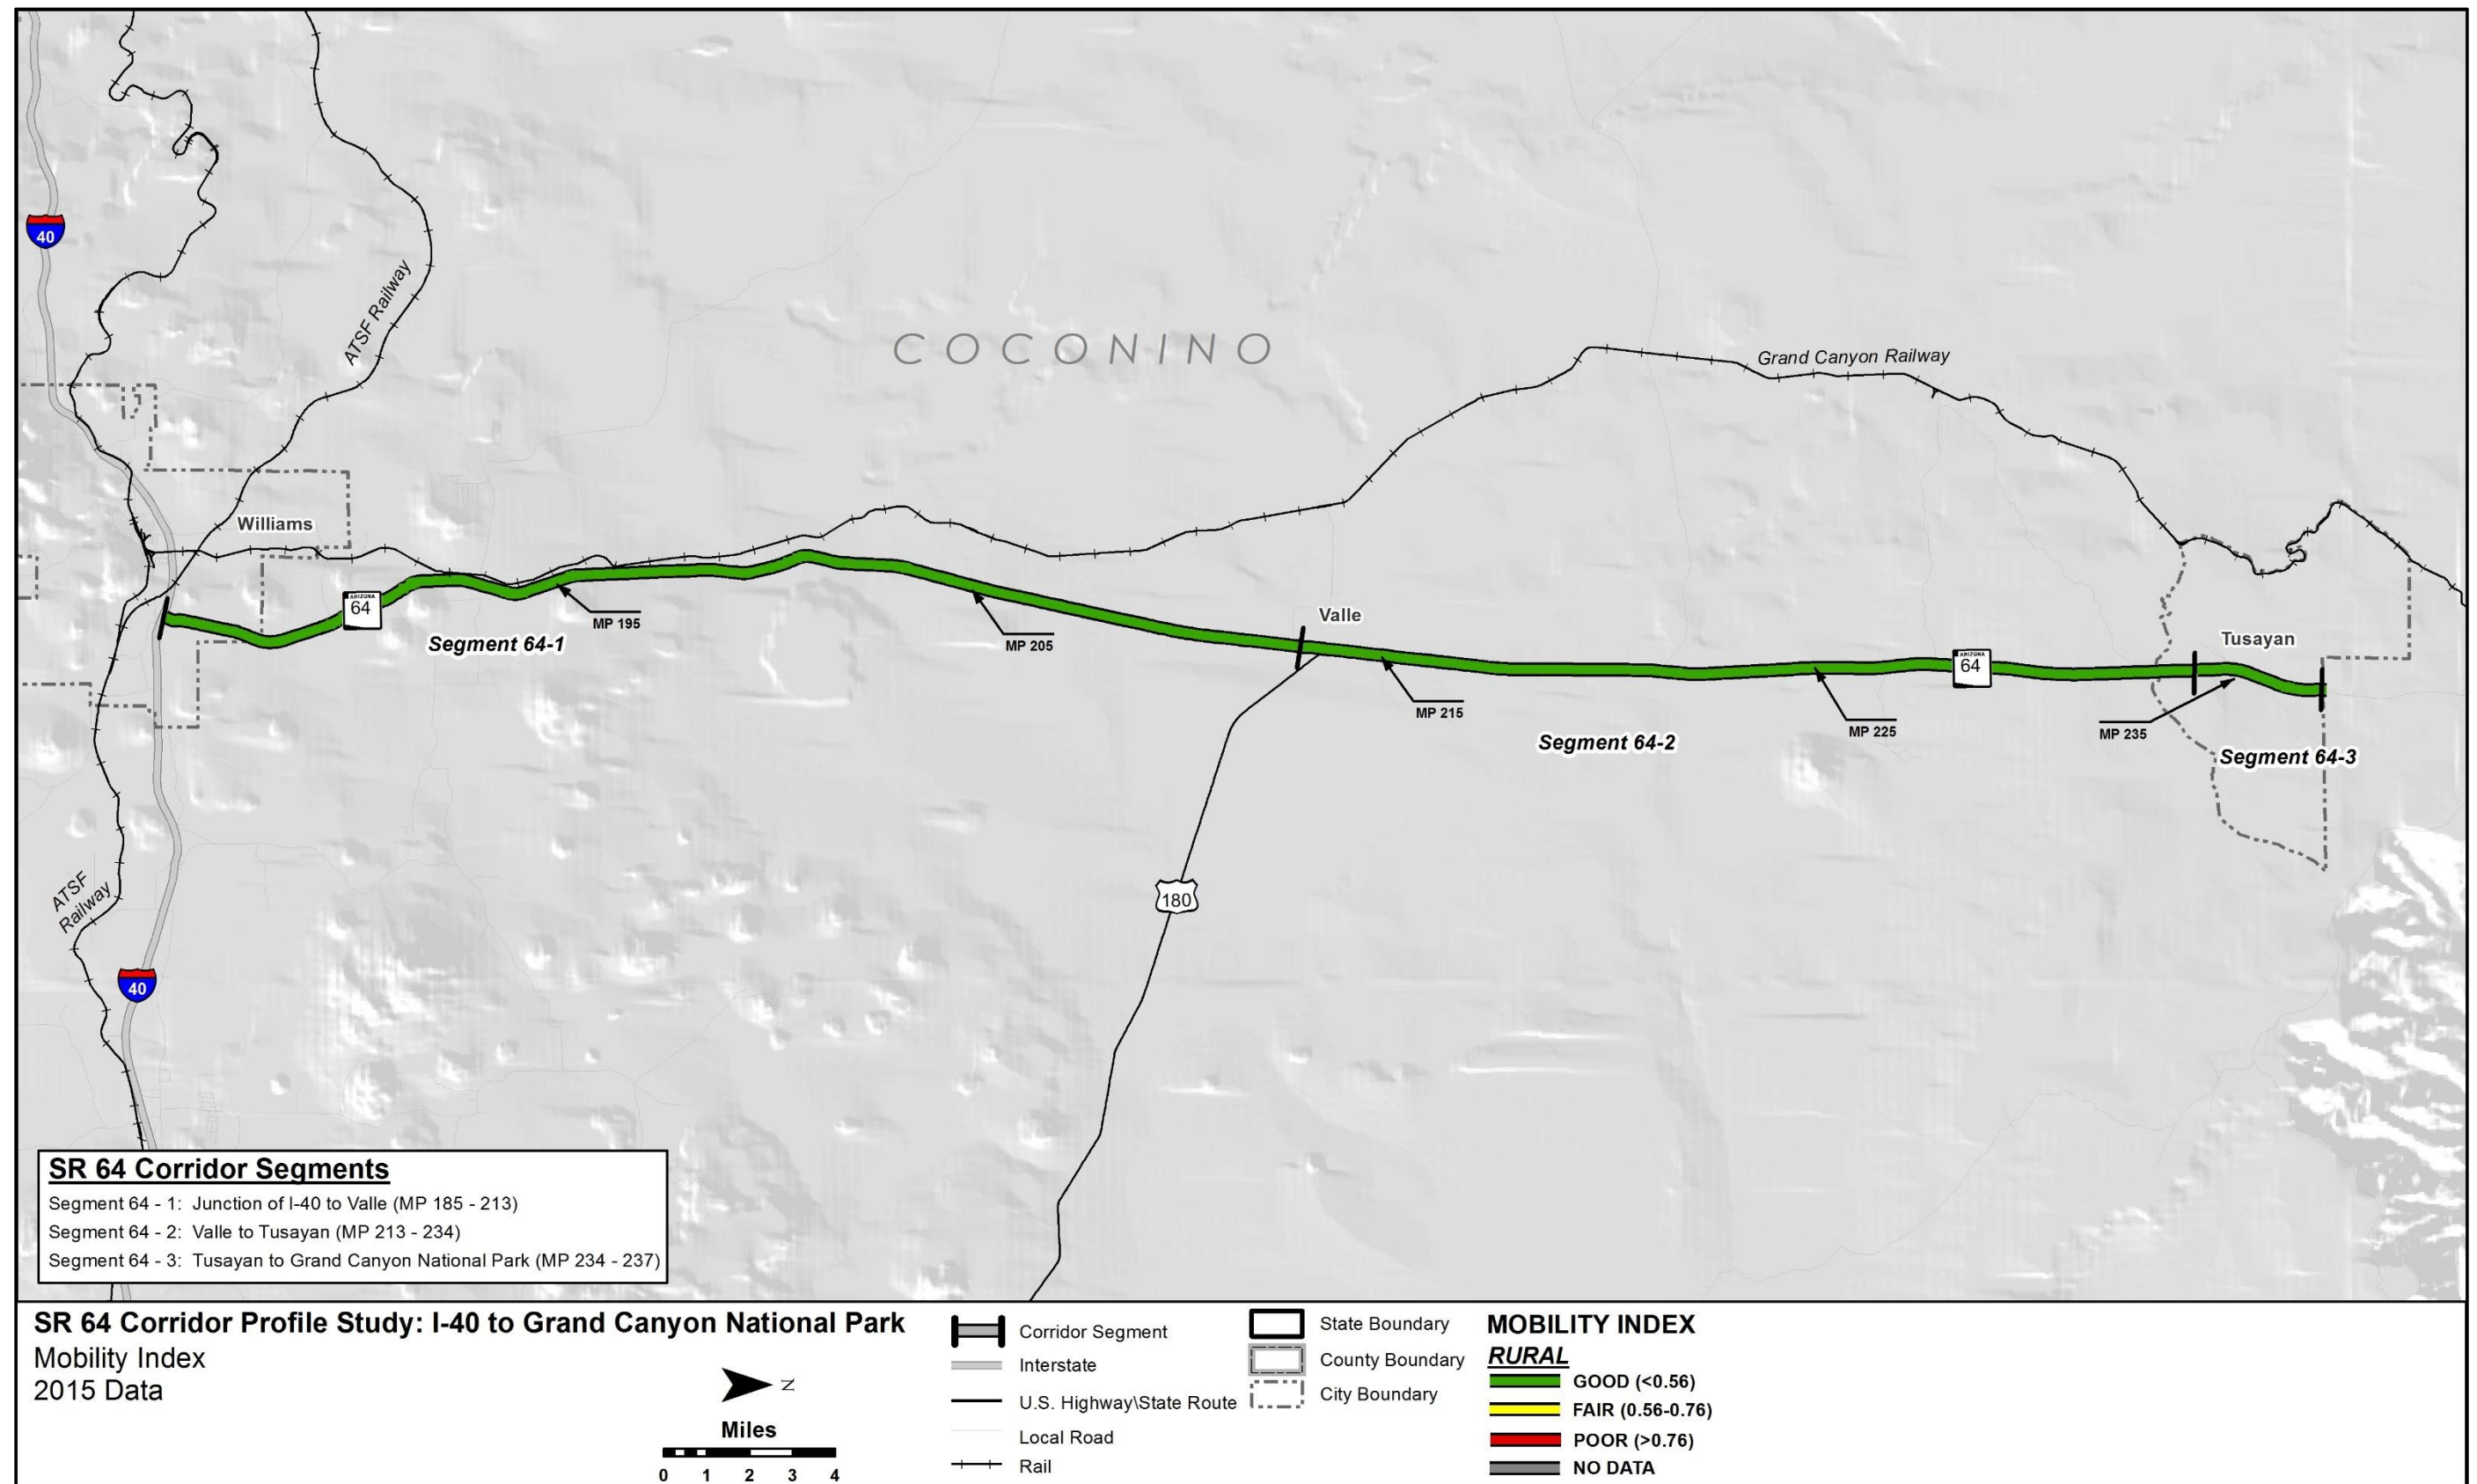 40
ATSF Railway
COCONINO
Grand Canyon Railway
Williams
ARIZONA
64
Segment 64-1
MP 195
MP 205
Valle
MP 215
Segment 64-2
MP 225
ARIZONA
64
Tusayan
MP 235
Segment 64-3
ATSF
Railway
180
40
SR 64 Corridor Segments
Segment 64 - 1: Junction of I-40 to Valle (MP 185 - 213)
Segment 64 - 2: Valle to Tusayan (MP 213 - 234)
Segment 64 - 3: Tusayan to Grand Canyon National Park (MP 234 - 237)
SR 64 Corridor Profile Study: I-40 to Grand Canyon National Park
Mobility Index
2015 Data
N
Miles
0 1 2 3 4
Corridor Segment
Interstate
U.S. Highway\State Route
Local Road
Rail
State Boundary
County Boundary
City Boundary
MOBILITY INDEX
RURAL
GOOD (<0.56)
FAIR (0.56-0.76)
POOR (>0.76)
NO DATA